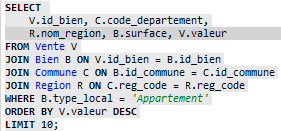 SELECT
V.id_bien, C.code_departement,
R.nom_region, B.surface, V.valeur
FROM Vente V
JOIN Bien B ON V.id_bien = B.id_bien
JOIN Commune C ON B.id_commune = C.id_commune
JOIN Region R ON C.reg_code = R.reg_code
WHERE B.type_local = 'Appartement'
ORDER BY V.valeur DESC
LIMIT 10;